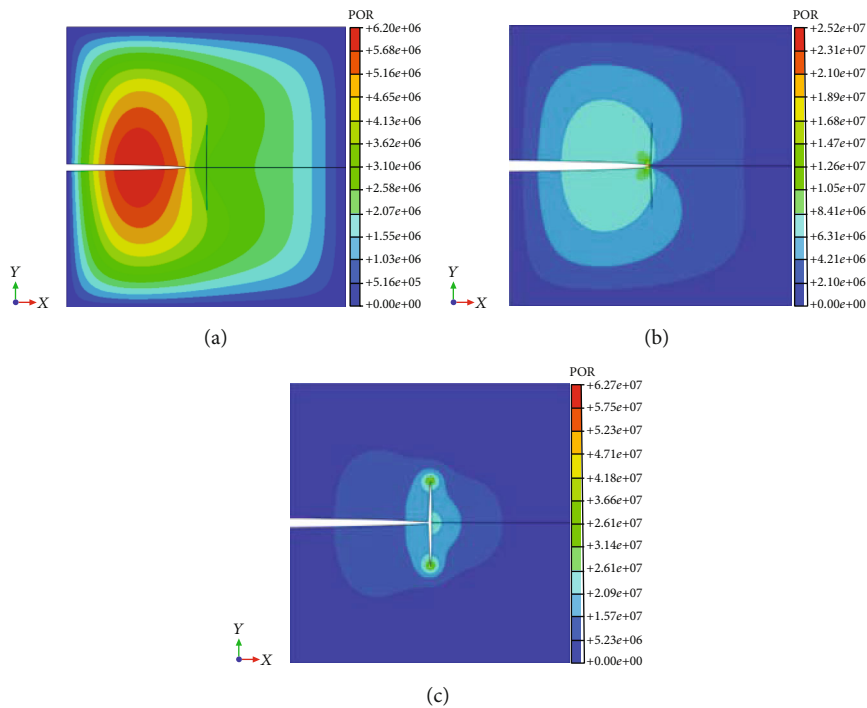 POR
+6.20e+06
+5.68e+06
+5.16e+06
+4.65e+06
+4.13e+06
+3.62e+06
+3.10e+06
+2.58e+06
+2.07e+06
+1.55e+06
+1.03e+06
+5.16e+05
+0.00e+00
Y
X
(a)
POR
+2.52e+07
+2.31e+07
+2.10e+07
+1.89e+07
+1.68e+07
+1.47e+07
+1.26e+07
+1.05e+07
+8.41e+06
+6.31e+06
+4.21e+06
+2.10e+06
+0.00e+00
Y
X
(b)
POR
+6.27e+07
+5.75e+07
+5.23e+07
+4.71e+07
+4.18e+07
+3.66e+07
+2.61e+07
+3.14e+07
+2.61e+07
+2.09e+07
+1.57e+07
+5.23e+06
+0.00e+00
Y
X
(c)